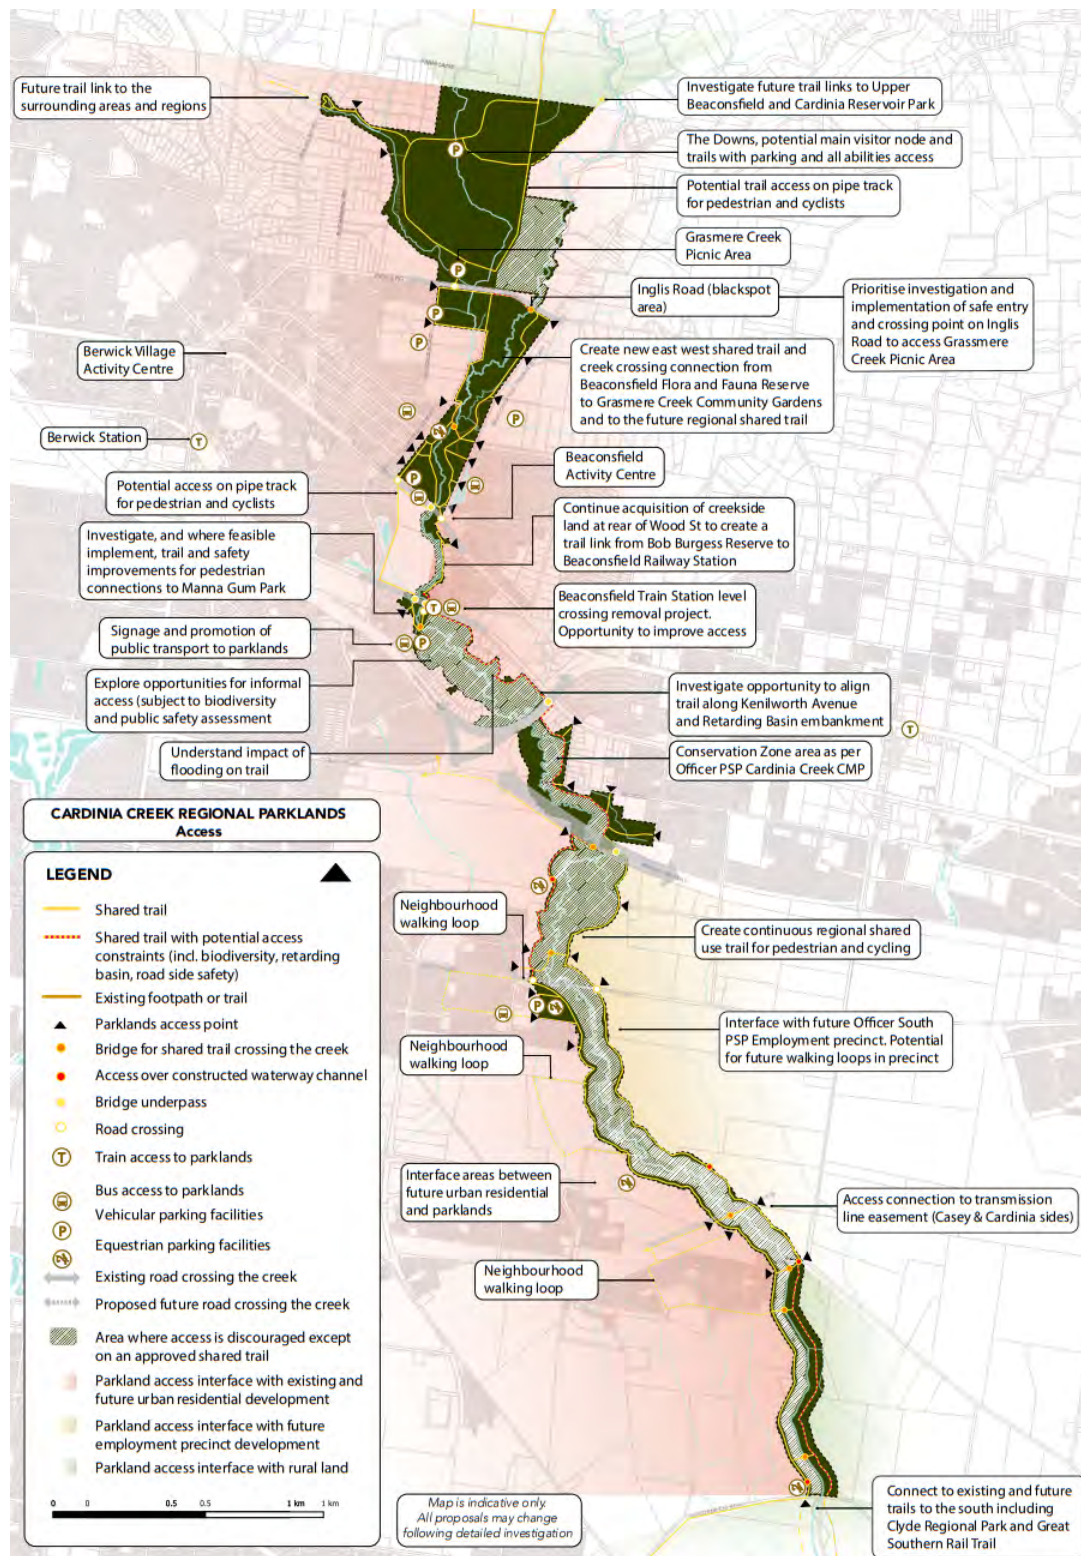 Future trail link to the
surrounding areas and regions
Investigate future trail links to Upper
Beaconsfield and Cardinia Reservoir Park
The Downs, potential main visitor node and
trails with parking and all abilities access
Potential trail access on pipe track
for pedestrian and cyclists
Grasmere Creek
Picnic Area
Inglis Road (blackspot
area)
Prioritise investigation and
implementation of safe entry
and crossing point on Inglis
Road to access Grassmere
Creek Picnic Area
Berwick Village
Activity Centre
Create new east west shared trail and
creek crossing connection from
Beaconsfield Flora and Fauna Reserve
to Grasmere Creek Community Gardens
and to the future regional shared trail
Berwick Station
Beaconsfield
Activity Centre
Potential access on pipe track
for pedestrian and cyclists
Continue acquisition of creekside
land at rear of Wood St to create a
trail link from Bob Burgess Reserve to
Beaconsfield Railway Station
Investigate, and where feasible
implement, trail and safety
improvements for pedestrian
connections to Manna Gum Park
Beaconsfield Train Station level
crossing removal project.
Opportunity to improve access
Signage and promotion of
public transport to parklands
Explore opportunities for informal
access (subject to biodiversity
and public safety assessment
Investigate opportunity to align
trail along Kenilworth Avenue
and Retarding Basin embankment
Understand impact of
flooding on trail
Conservation Zone area as per
Officer PSP Cardinia Creek CMP
CARDINIA CREEK REGIONAL PARKLANDS
Access
LEGEND
Shared trail
Shared trail with potential access
constraints (incl. biodiversity, retarding
basin, road side safety)
Existing footpath or trail
Parklands access point
Bridge for shared trail crossing the creek
Access over constructed waterway channel
Bridge underpass
Road crossing
T Train access to parklands
Bus access to parklands
Vehicular parking facilities
P
Equestrian parking facilities
Existing road crossing the creek
Proposed future road crossing the creek
Area where access is discouraged except
on an approved shared trail
Parkland access interface with existing and
future urban residential development
Parkland access interface with future
employment precinct development
Parkland access interface with rural land
0 0 0.5 0.5 1 km 1 km
Neighbourhood
walking loop
Create continuous regional shared
use trail for pedestrian and cycling
Interface with future Officer South
PSP Employment precinct. Potential
for future walking loops in precinct
Neighbourhood
walking loop
Interface areas between
future urban residential
and parklands
Access connection to transmission
line easement (Casey & Cardinia sides)
Neighbourhood
walking loop
Map is indicative only.
All proposals may change
following detailed investigation
Connect to existing and future
trails to the south including
Clyde Regional Park and Great
Southern Rail Trail